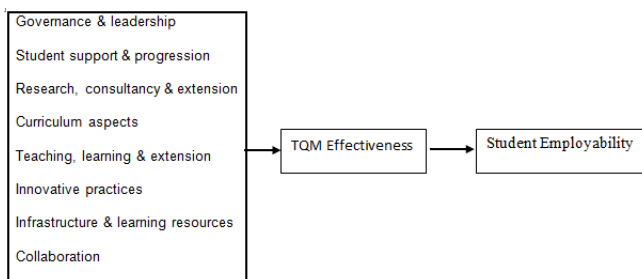 Governance & leadership
Student support & progression
Research, consultancy & extension
Curriculum aspects
Teaching, learning & extension
Innovative practices
Infrastructure & learning resources
Collaboration
TQM Effectiveness
Student Employability